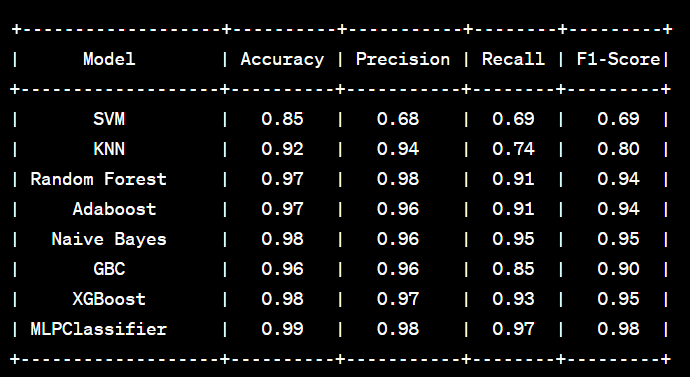 +-------------------+----------+-----------+--------+---------+
|       Model       | Accuracy | Precision | Recall | F1-Score|
+-------------------+----------+-----------+--------+---------+
|        SVM        |   0.85   |   0.68    |  0.69  |   0.69  |
|        KNN        |   0.92   |   0.94    |  0.74  |   0.80  |
| Random Forest     |   0.97   |   0.98    |  0.91  |   0.94  |
|      Adaboost     |   0.97   |   0.96    |  0.91  |   0.94  |
|    Naive Bayes    |   0.98   |   0.96    |  0.95  |   0.95  |
|        GBC        |   0.96   |   0.96    |  0.85  |   0.90  |
|      XGBoost      |   0.98   |   0.97    |  0.93  |   0.95  |
| MLPClassifier     |   0.99   |   0.98    |  0.97  |   0.98  |
+-------------------+----------+-----------+--------+---------+